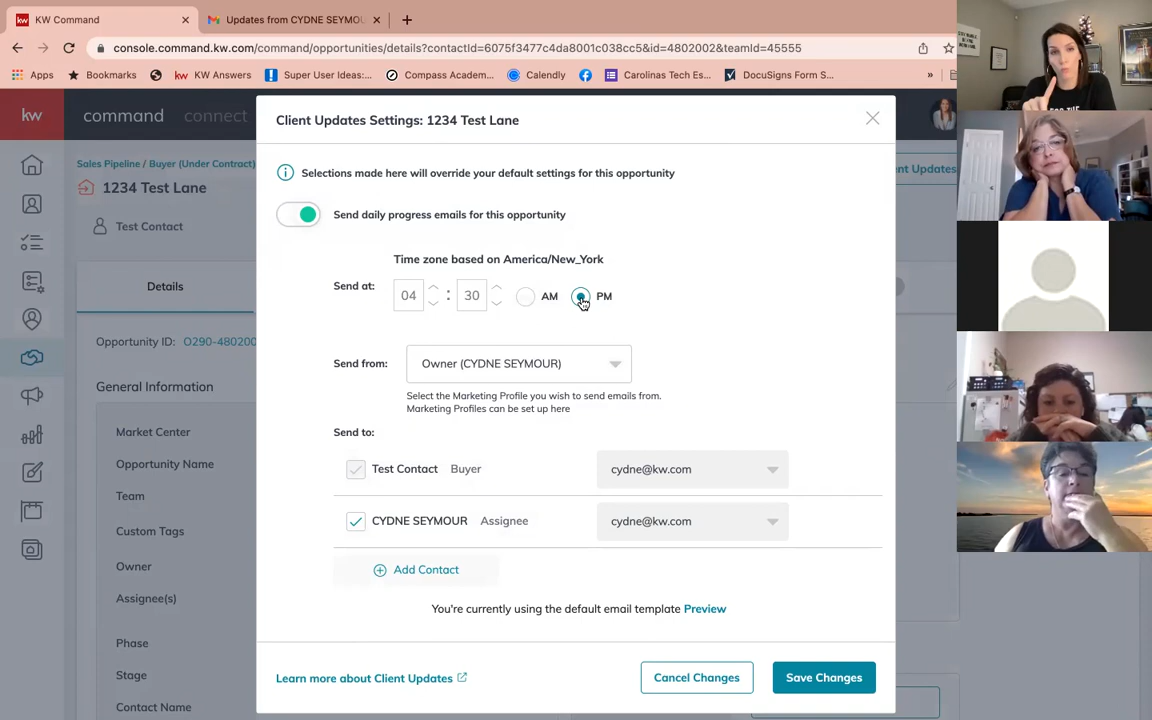 KW Command
Updates from CYDNE SEYMOU
console.command.kw.com/command/opportunities/details?contactId=6075f3477c4da8001c038cc5&id=4802002&teamId=45555
Apps
Bookmarks
KW Answers
Super User Ideas:...
Compass Academ...
Calendly
Carolinas Tech Es...
DocuSigns Form S...
»
kw
command
connect
Sales Pipeline / Buyer (Under Contract)
1234 Test Lane
Test Contact
nt Updates
Details
Opportunity ID: O290-480200
General Information
Market Center
Opportunity Name
Team
Custom Tags
Owner
Assignee(s)
Phase
Stage
Contact Name
Client Updates Settings: 1234 Test Lane
Selections made here will override your default settings for this opportunity
Send daily progress emails for this opportunity
Time zone based on America/New_York
Send at: 04 : 30 AM PM
Send from: Owner (CYDNE SEYMOUR)
Select the Marketing Profile you wish to send emails from.
Marketing Profiles can be set up here
Send to:
Test Contact Buyer cydne@kw.com
CYDNE SEYMOUR Assignee cydne@kw.com
Add Contact
You're currently using the default email template Preview
Learn more about Client Updates
Cancel Changes
Save Changes